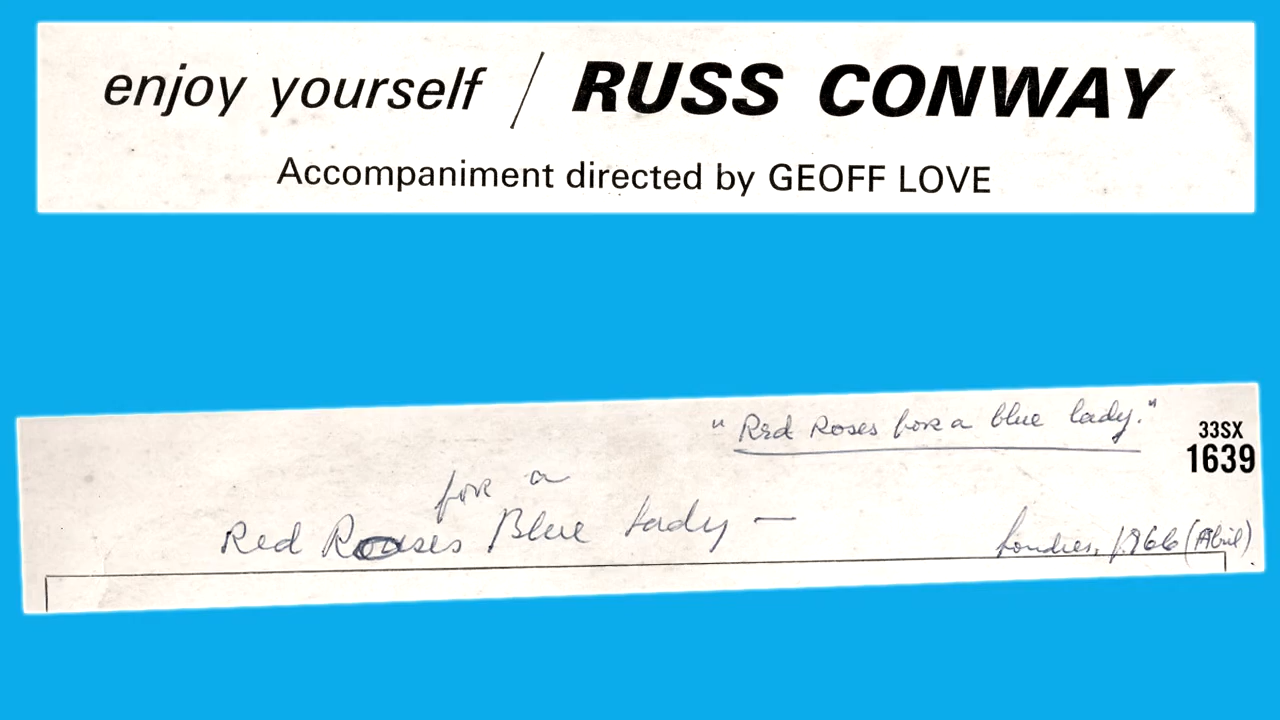 enjoy yourself / RUSS CONWAY
Accompaniment directed by GEOFF LOVE
"Red Roses for a blue lady."
33SX
1639
for a
Red Roses Blue Lady —
Londres, 1966 (Abril)